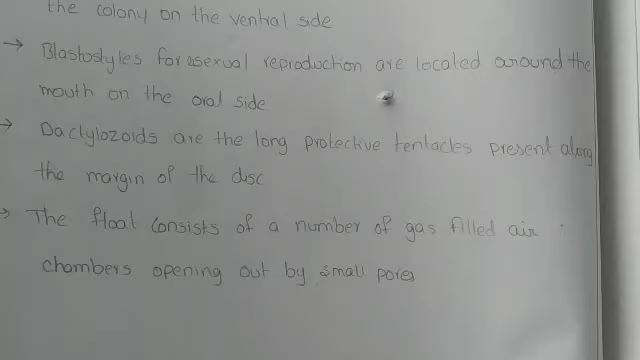 the colony on the ventral side
→ Blastostyles for asexual reproduction are located around the
mouth on the oral side
→ Dactylozoids are the long protective tentacles present along
the margin of the disc
→ The float consists of a number of gas filled air
chambers opening out by small pores